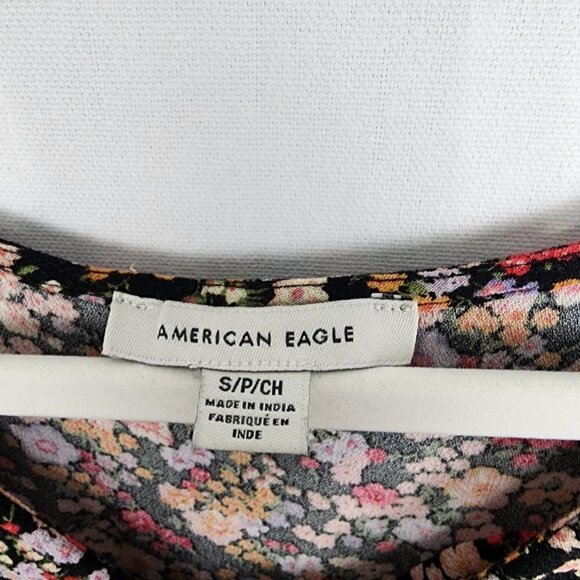 AMERICAN EAGLE
S/P/CH
MADE IN INDIA
FABRIQUÉ EN
INDE